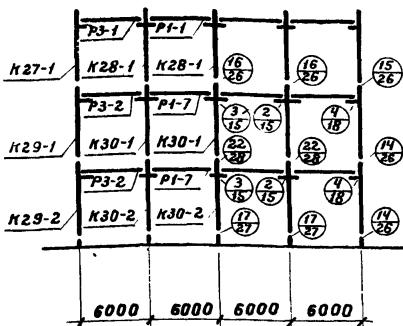 Р3-1 Р1-1
К27-1 К28-1 К28-1 16/26 16/26 15/26
Р3-2 Р1-7 3/15 2/15 4/18
К29-1 К30-1 К30-1 22/28 22/28 14/26
Р3-2 Р1-7 3/15 2/15 4/18
К29-2 К30-2 К30-2 17/27 17/27 14/26
6000 6000 6000 6000